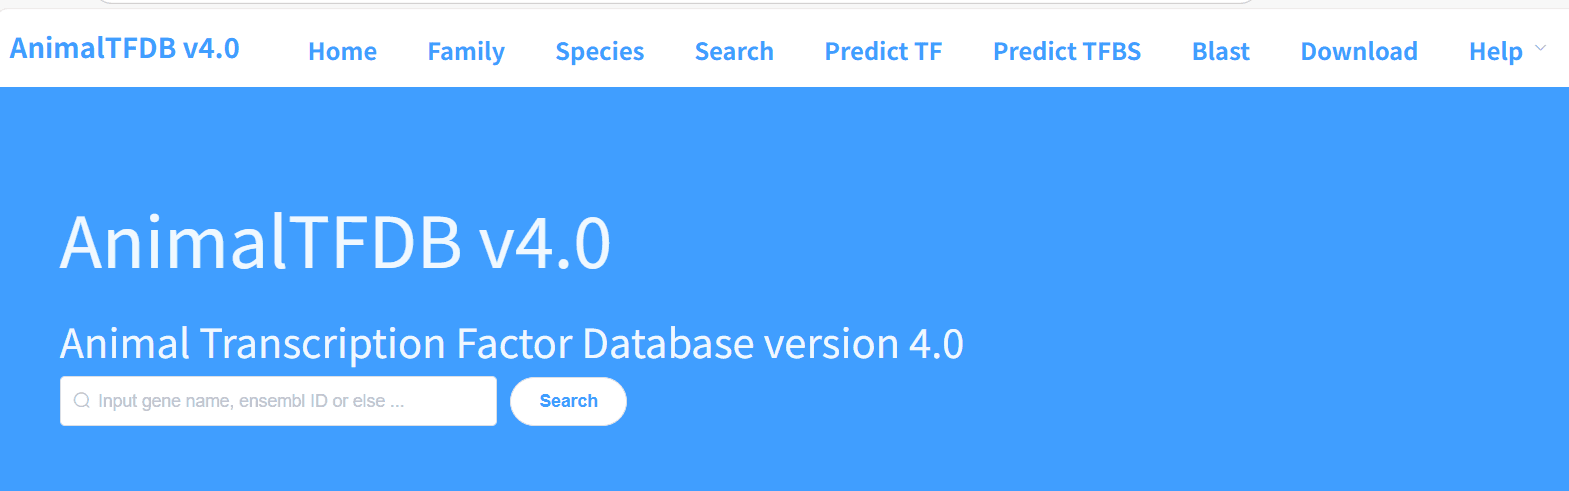 AnimalTFDB v4.0 Home Family Species Search Predict TF Predict TFBS Blast Download Help
AnimalTFDB v4.0
Animal Transcription Factor Database version 4.0
Input gene name, ensembl ID or else ... Search